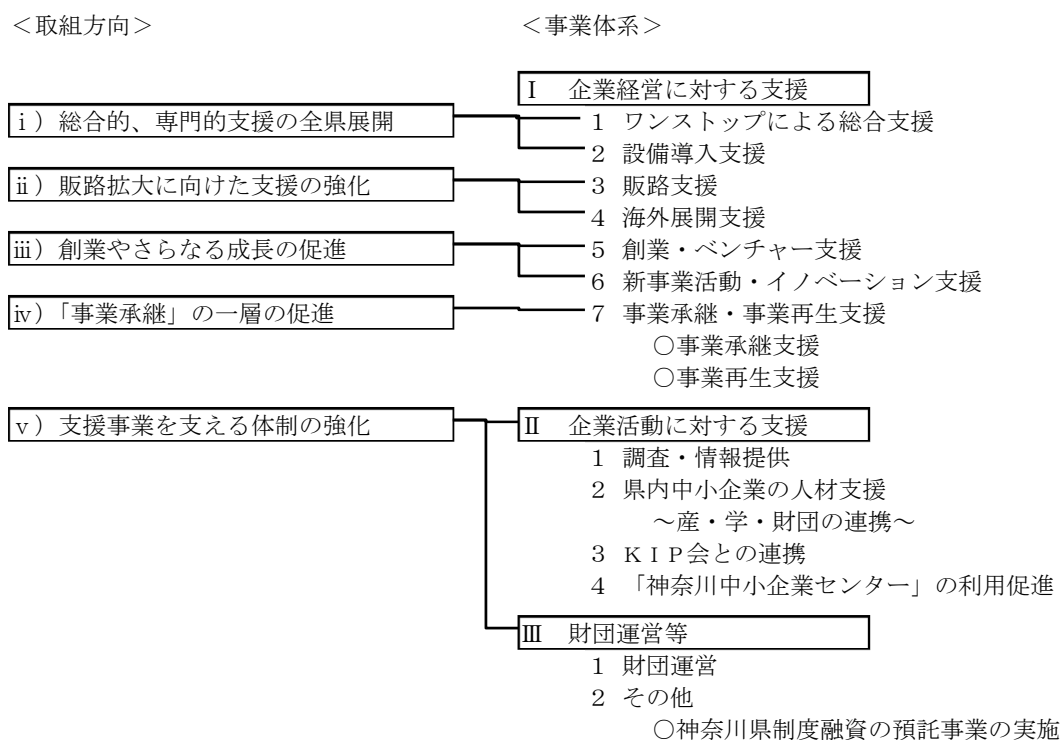 ＜取組方向＞
＜事業体系＞
Ⅰ　企業経営に対する支援
ⅰ）総合的、専門的支援の全県展開
1　ワンストップによる総合支援
2　設備導入支援
ⅱ）販路拡大に向けた支援の強化
3　販路支援
4　海外展開支援
ⅲ）創業やさらなる成長の促進
5　創業・ベンチャー支援
6　新事業活動・イノベーション支援
ⅳ）「事業承継」の一層の促進
7　事業承継・事業再生支援
○事業承継支援
○事業再生支援
ⅴ）支援事業を支える体制の強化
Ⅱ　企業活動に対する支援
1　調査・情報提供
2　県内中小企業の人材支援
～産・学・財団の連携～
3　ＫＩＰ会との連携
4　「神奈川中小企業センター」の利用促進
Ⅲ　財団運営等
1　財団運営
2　その他
○神奈川県制度融資の預託事業の実施